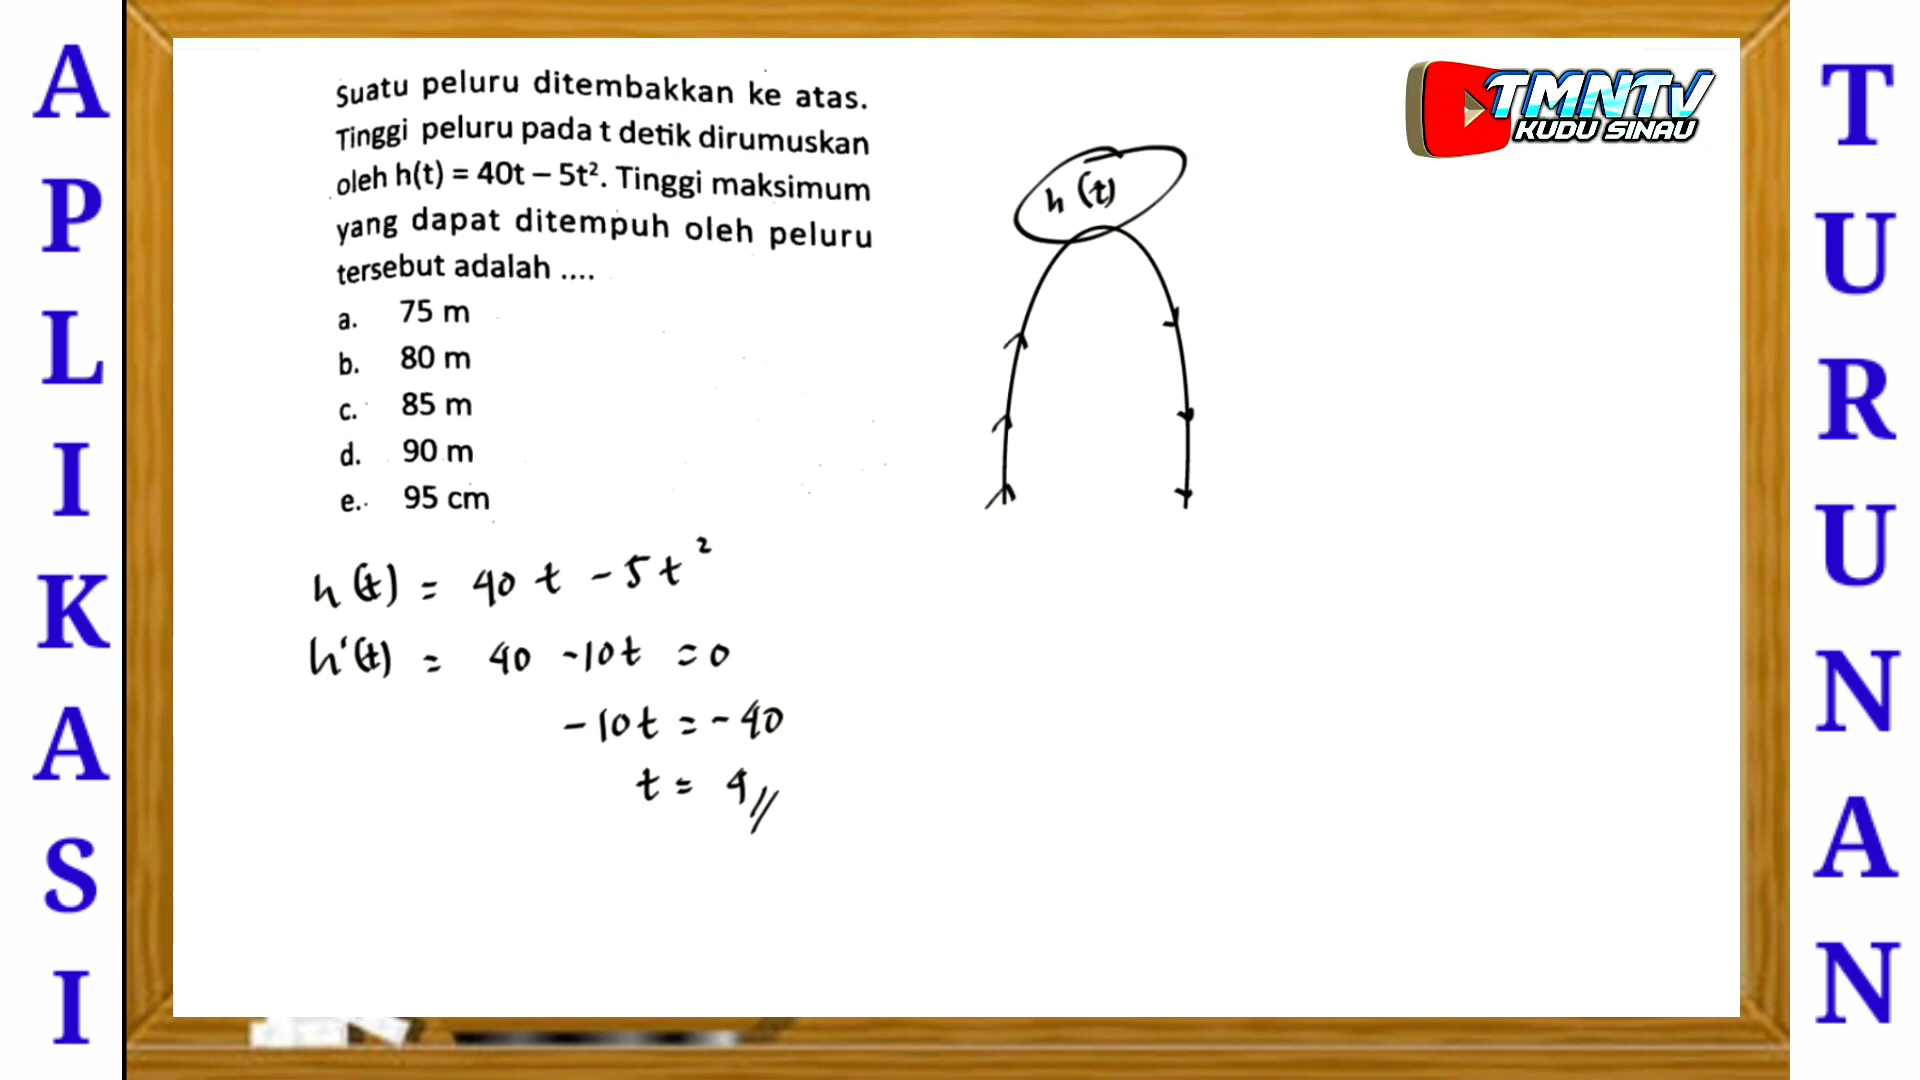 APLIKASI
Suatu peluru ditembakkan ke atas.
Tinggi peluru pada t detik dirumuskan
oleh h(t) = 40t – 5t². Tinggi maksimum
yang dapat ditempuh oleh peluru
tersebut adalah ....
a. 75 m
b. 80 m
c. 85 m
d. 90 m
e. 95 cm
h(t) = 40t - 5t²
h'(t) = 40 - 10t = 0
-10t = -40
t = 4//
h(t)
TMNTV
KUDU SINAU
TURUNAN